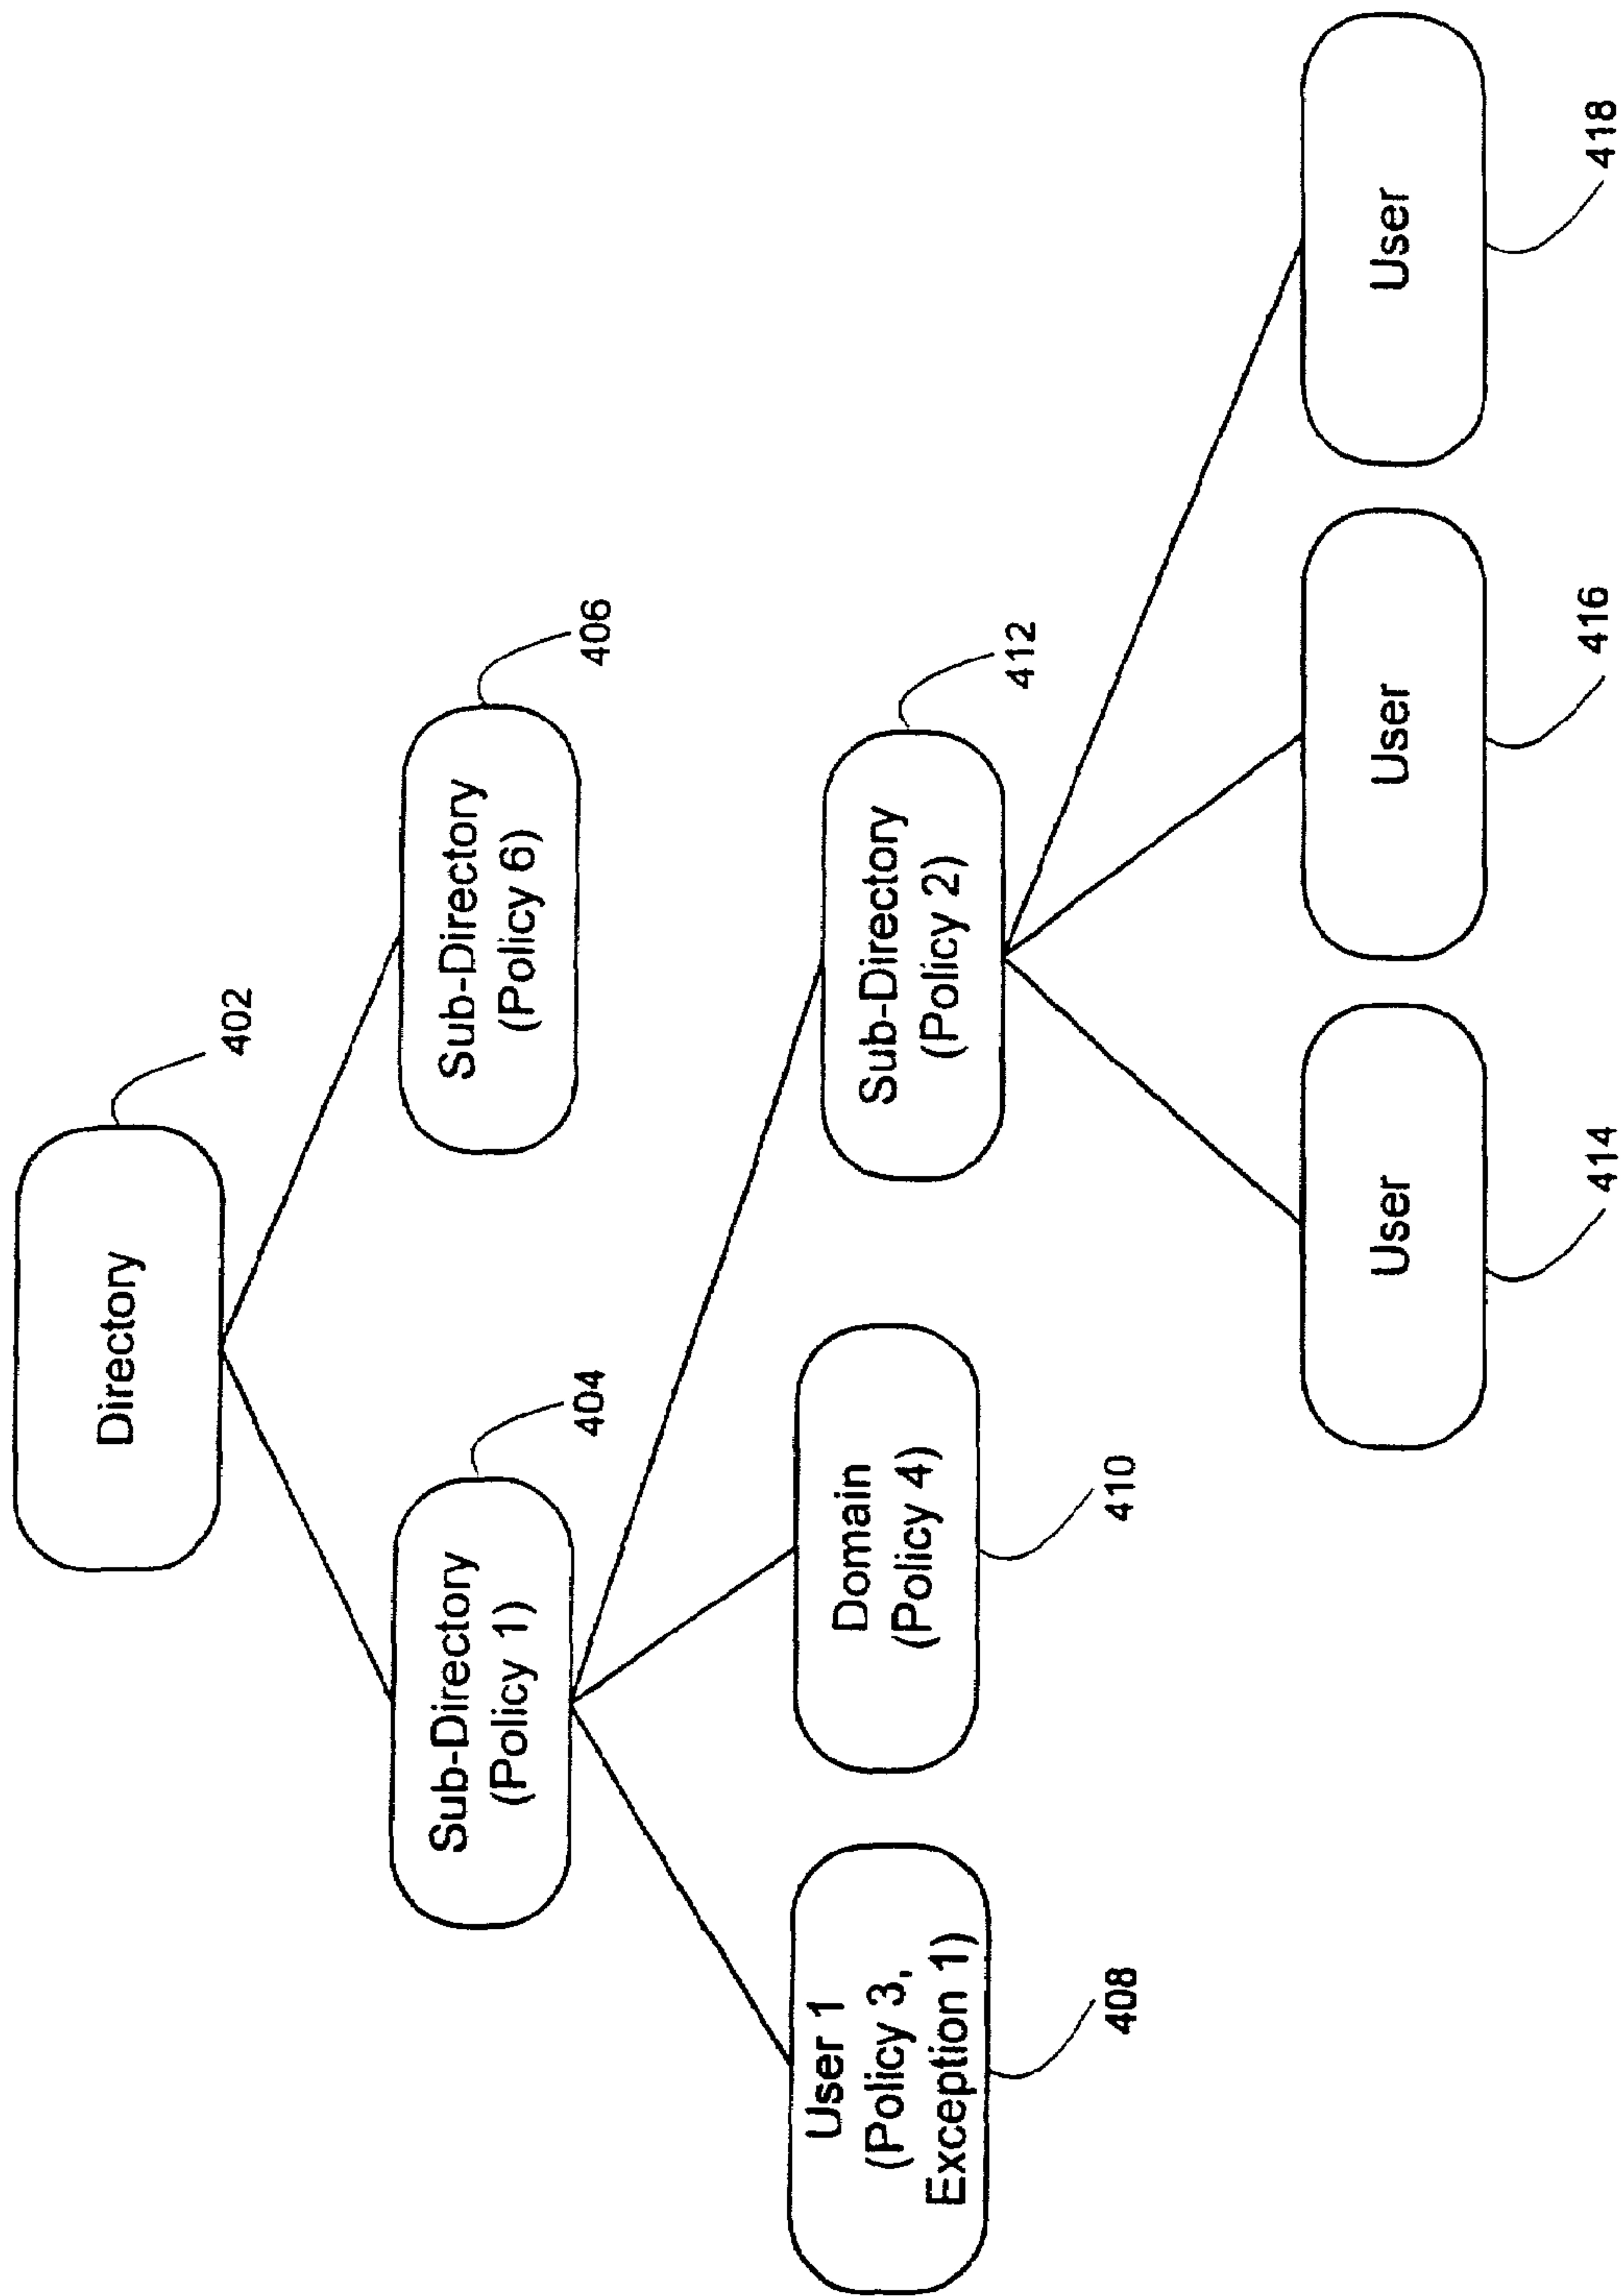 Directory
402
Sub-Directory
(Policy 1)
404
Sub-Directory
(Policy 6)
406
User 1
(Policy 3,
Exception 1)
408
Domain
(Policy 4)
410
Sub-Directory
(Policy 2)
412
User
414
User
416
User
418